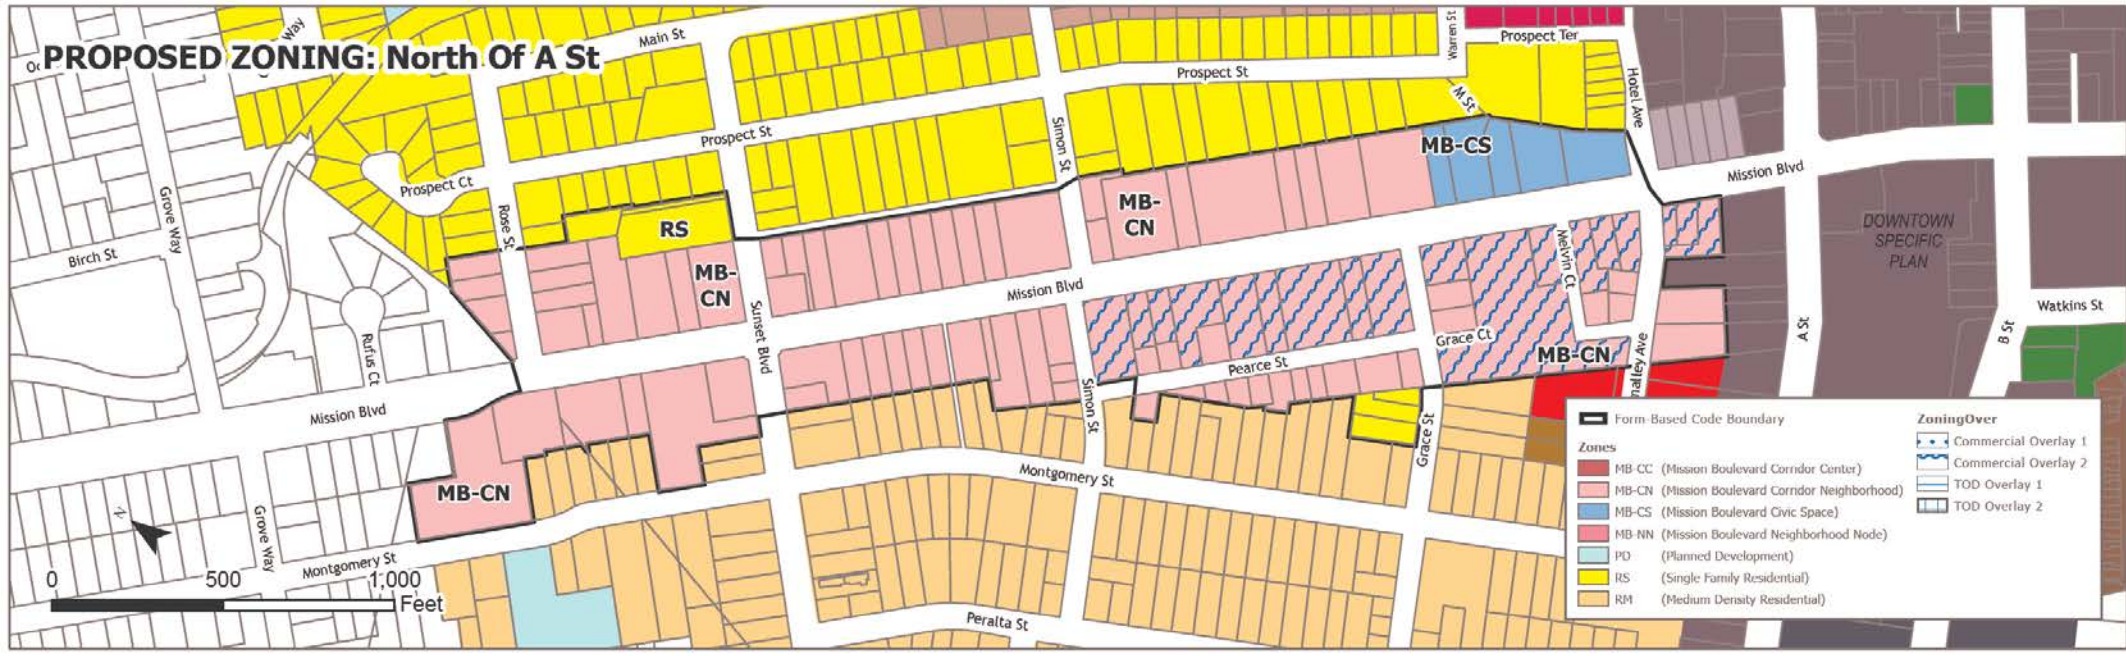 PROPOSED ZONING: North Of A St
Way
Main St
Warren St
Prospect Ter
Prospect St
M St
Hotel Ave
Prospect St
Simon St
MB-CS
Mission Blvd
Prospect Ct
Grove Way
Rose St
RS
MB-
CN
Melvin Ct
DOWNTOWN
SPECIFIC
PLAN
Birch St
MB-
CN
Mission Blvd
Sunset Blvd
Rufus Ct
Watkins St
A St
B St
Grace Ct
MB-CN
Pearce St
Mission Blvd
Simon St
Grace St
MB-CN
Montgomery St
Grove Way
Montgomery St
Peralta St
N
0 500 1,000
Feet
Form-Based Code Boundary
Zones
MB-CC (Mission Boulevard Corridor Center)
MB-CN (Mission Boulevard Corridor Neighborhood)
MB-CS (Mission Boulevard Civic Space)
MB-NN (Mission Boulevard Neighborhood Node)
PD (Planned Development)
RS (Single Family Residential)
RM (Medium Density Residential)
ZoningOver
Commercial Overlay 1
Commercial Overlay 2
TOD Overlay 1
TOD Overlay 2